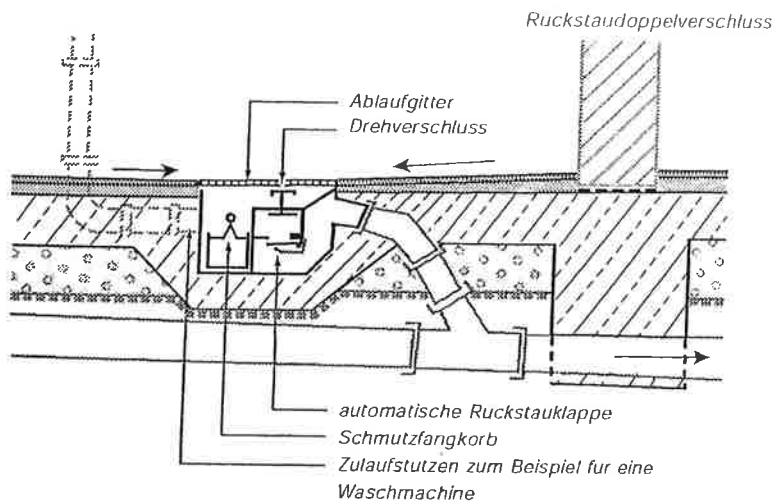 Ruckstaudoppelverschluss
Ablaufgitter
Drehverschluss
automatische Ruckstauklappe
Schmutzfangkorb
Zulaufstutzen zum Beispiel fur eine
Waschmachine